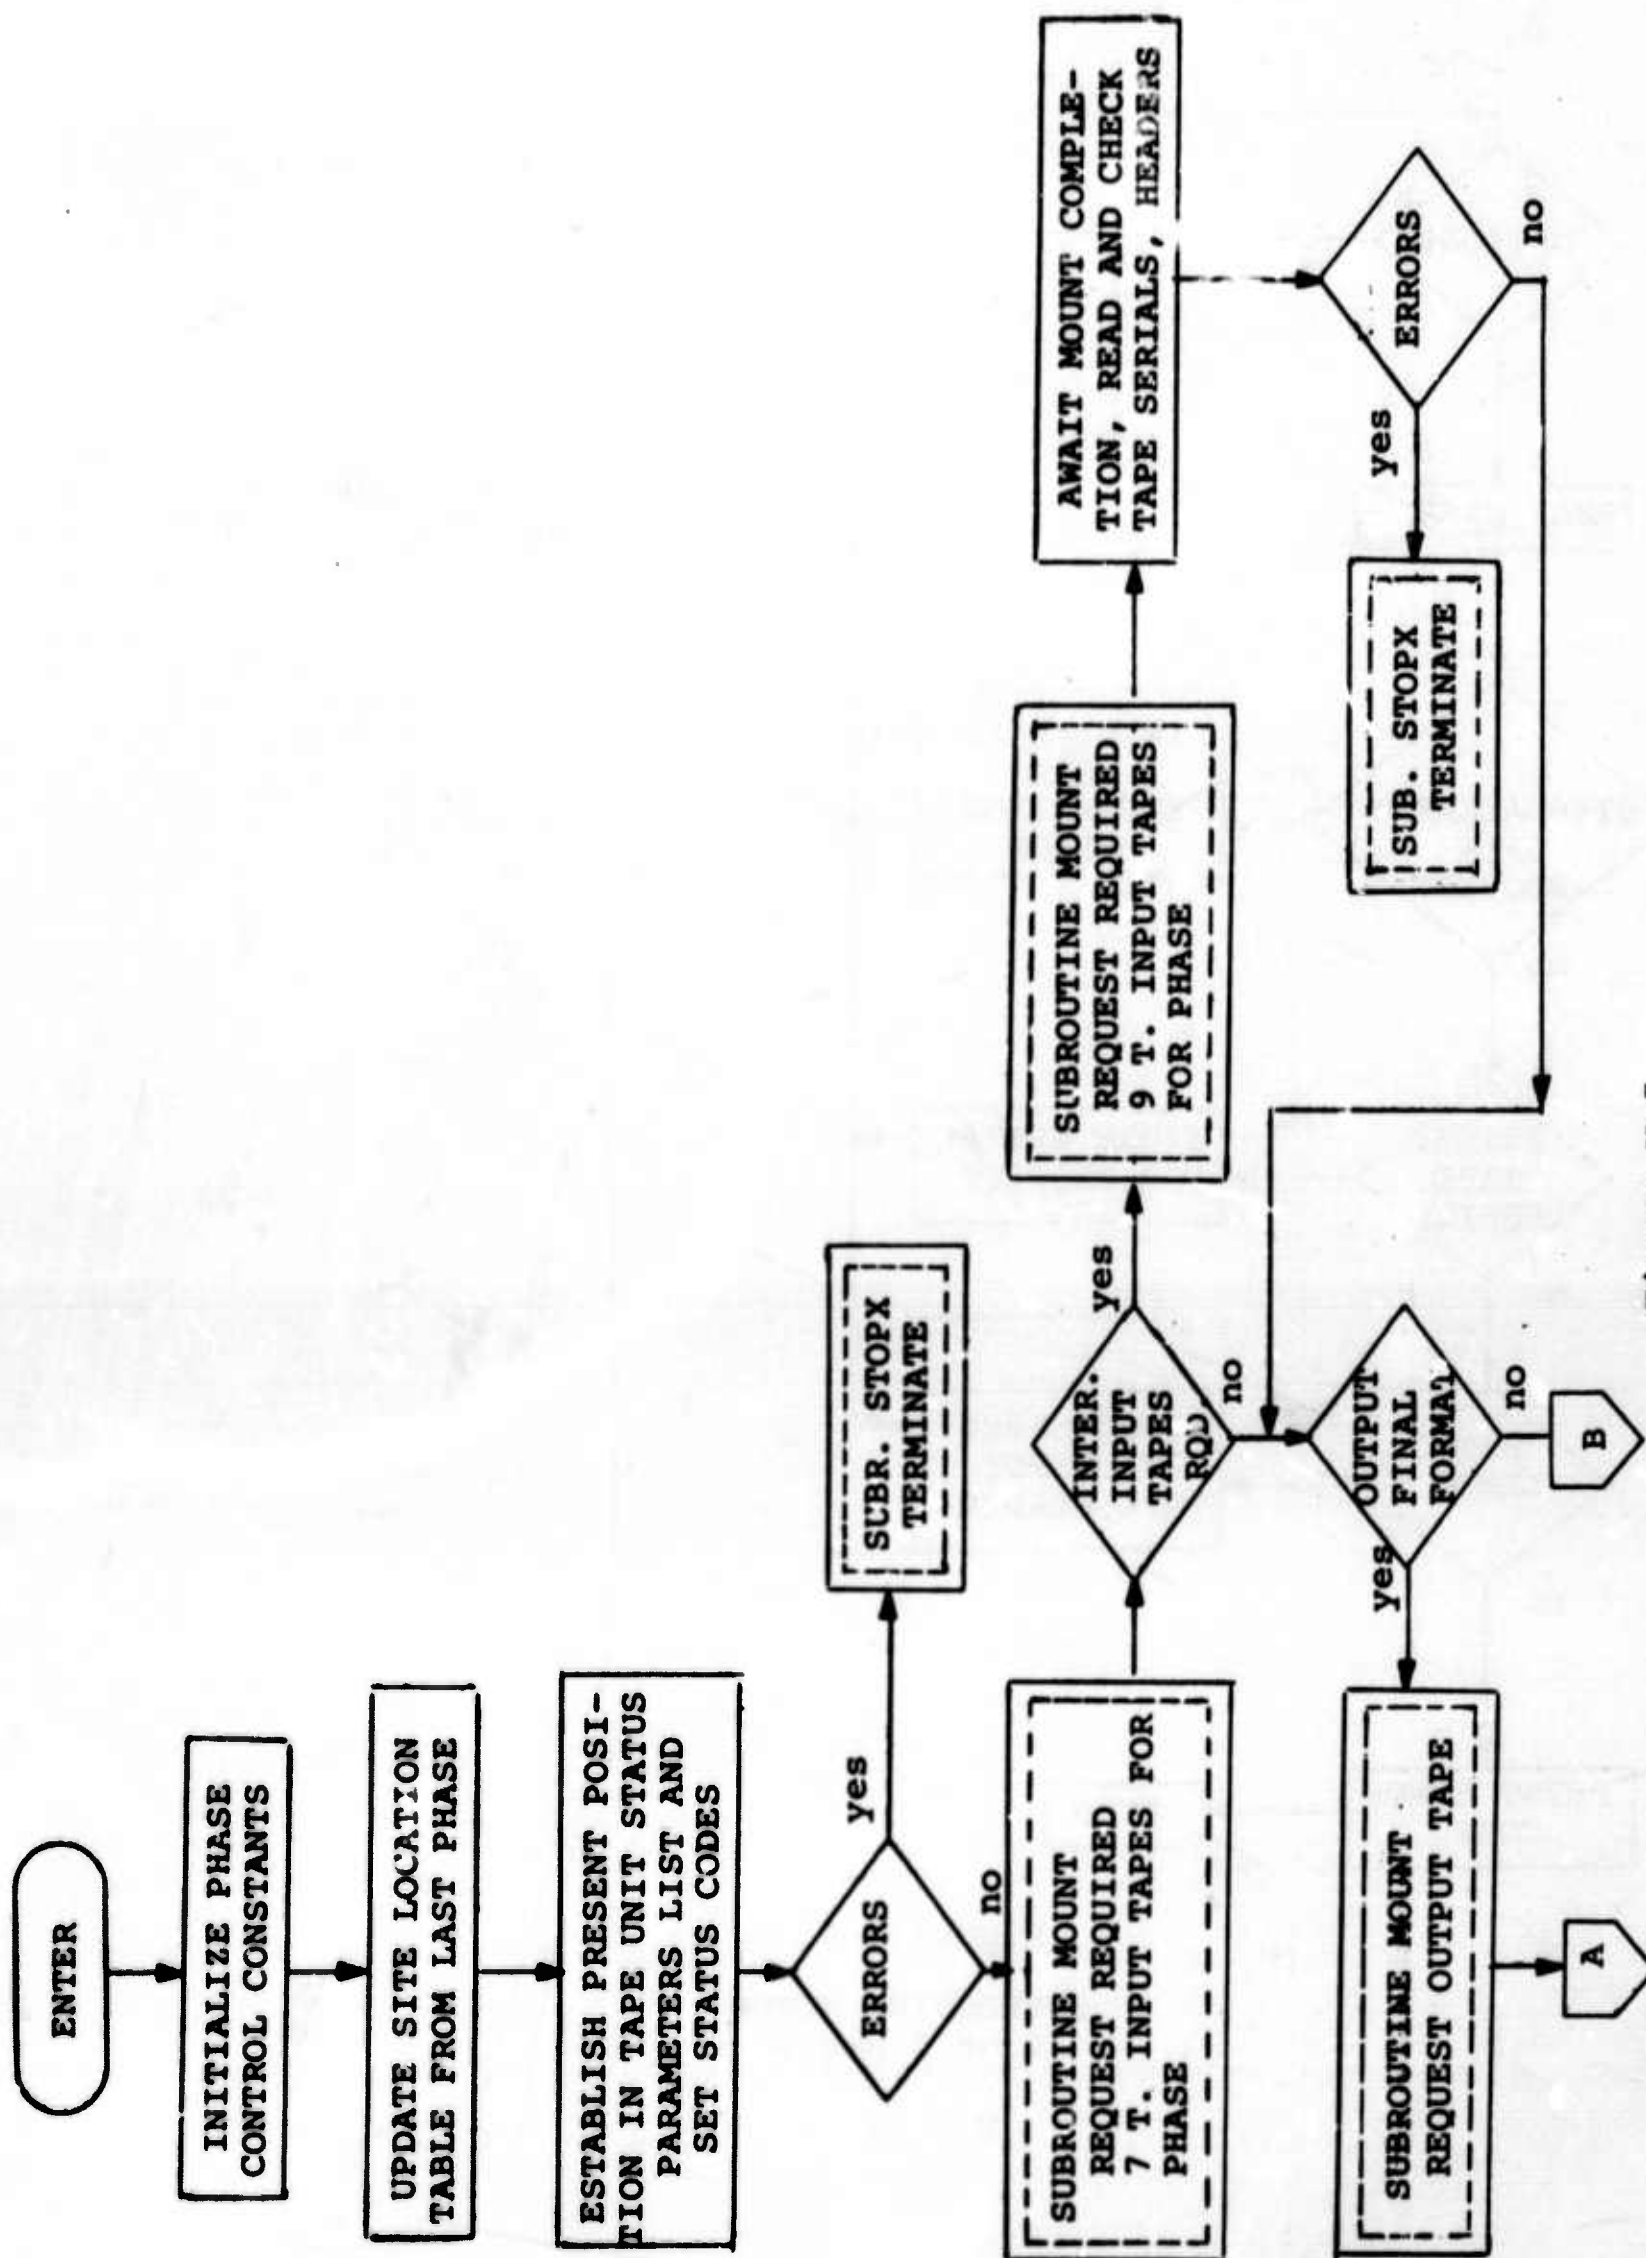 ENTER
INITIALIZE PHASE
CONTROL CONSTANTS
UPDATE SITE LOCATION
TABLE FROM LAST PHASE
ESTABLISH PRESENT POSI-
TION IN TAPE UNIT STATUS
PARAMETERS LIST AND
SET STATUS CODES
ERRORS
yes
SUBR. STOPX
TERMINATE
no
SUBROUTINE MOUNT
REQUEST REQUIRED
7 T. INPUT TAPES FOR
PHASE
INTER.
INPUT
TAPES
RQD.
yes
SUBROUTINE MOUNT
REQUEST REQUIRED
9 T. INPUT TAPES
FOR PHASE
AWAIT MOUNT COMPLE-
TION, READ AND CHECK
TAPE SERIALS, HEADERS
ERRORS
yes
no
SUB. STOPX
TERMINATE
no
OUTPUT
FINAL
FORMAT
yes
no
SUBROUTINE MOUNT
REQUEST OUTPUT TAPE
A
B